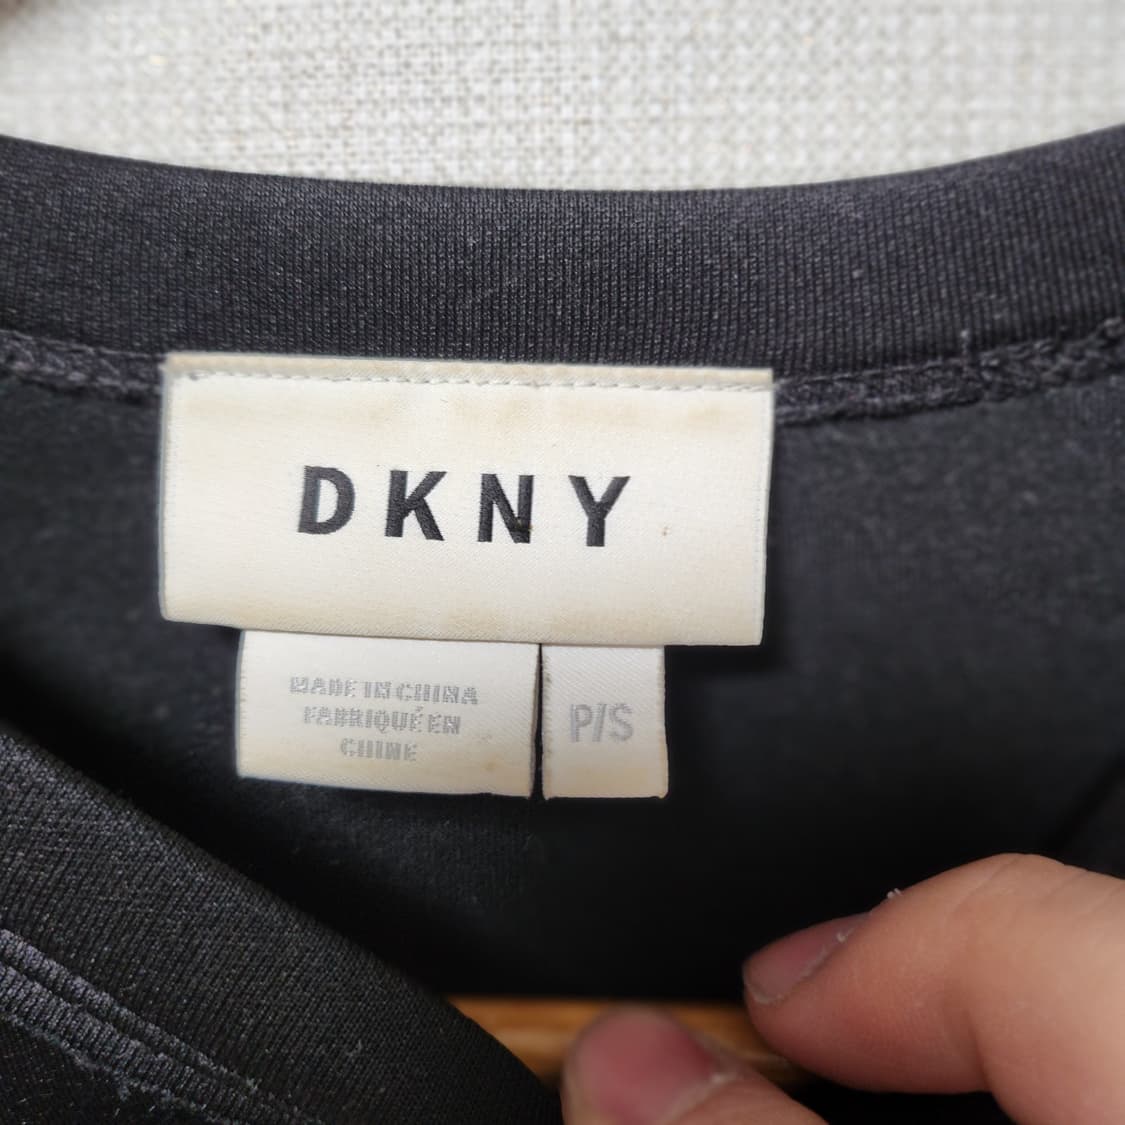 DKNY
MADE IN CHINA
FABRIQUÉ EN
CHINE
P/S